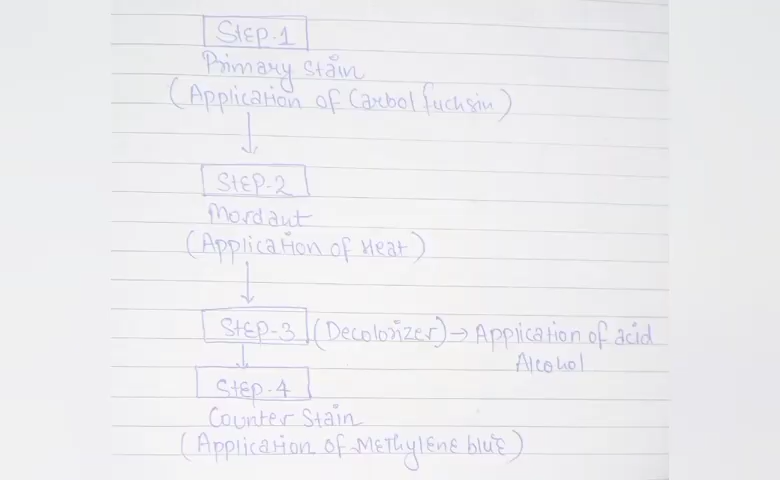 Step-1
Primary Stain
(Application of Carbol fuchsin)
Step-2
Mordaut
(Application of Heat)
Step-3 (Decolorizer) → Application of acid
Alcohol
Step-4
Counter Stain
(Application of Methylene blue)